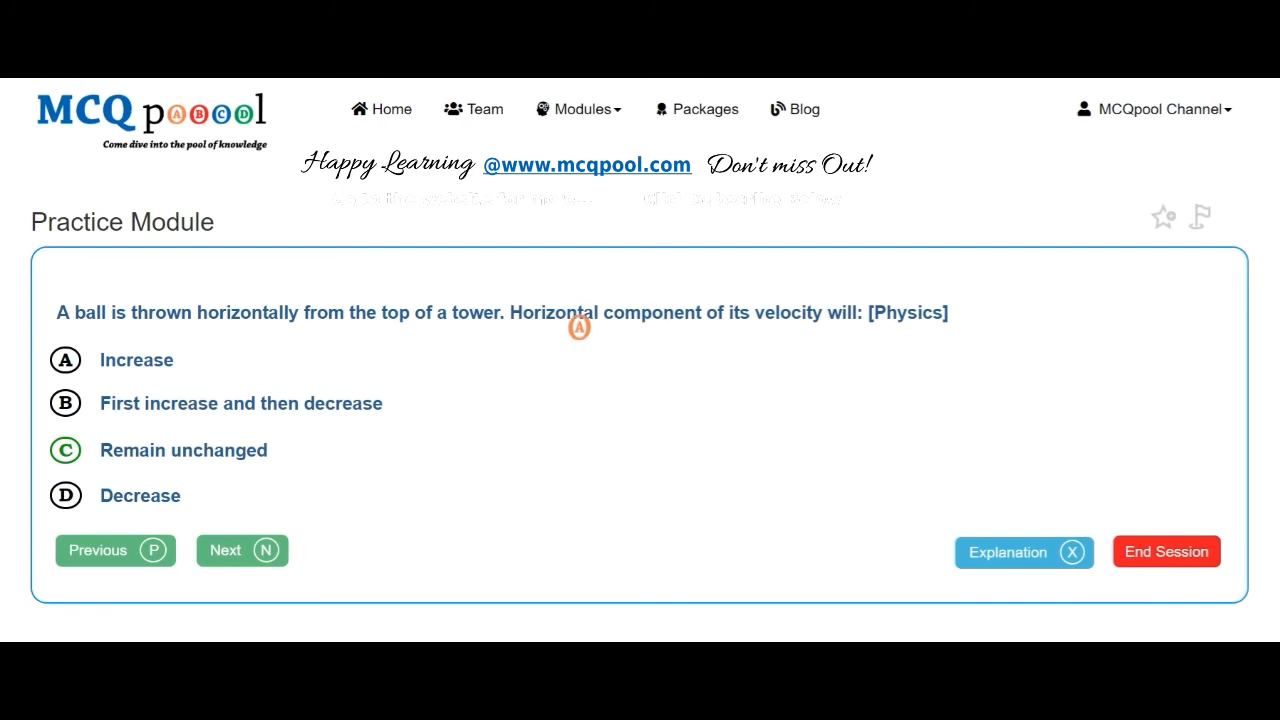 MCQ pABCDl
Come dive into the pool of knowledge
Home Team Modules Packages Blog MCQpool Channel
Happy Learning @www.mcqpool.com Don't miss Out!
Practice Module
A ball is thrown horizontally from the top of a tower. Horizontal component of its velocity will: [Physics]
A
A Increase
B First increase and then decrease
C Remain unchanged
D Decrease
Previous P Next N Explanation X End Session